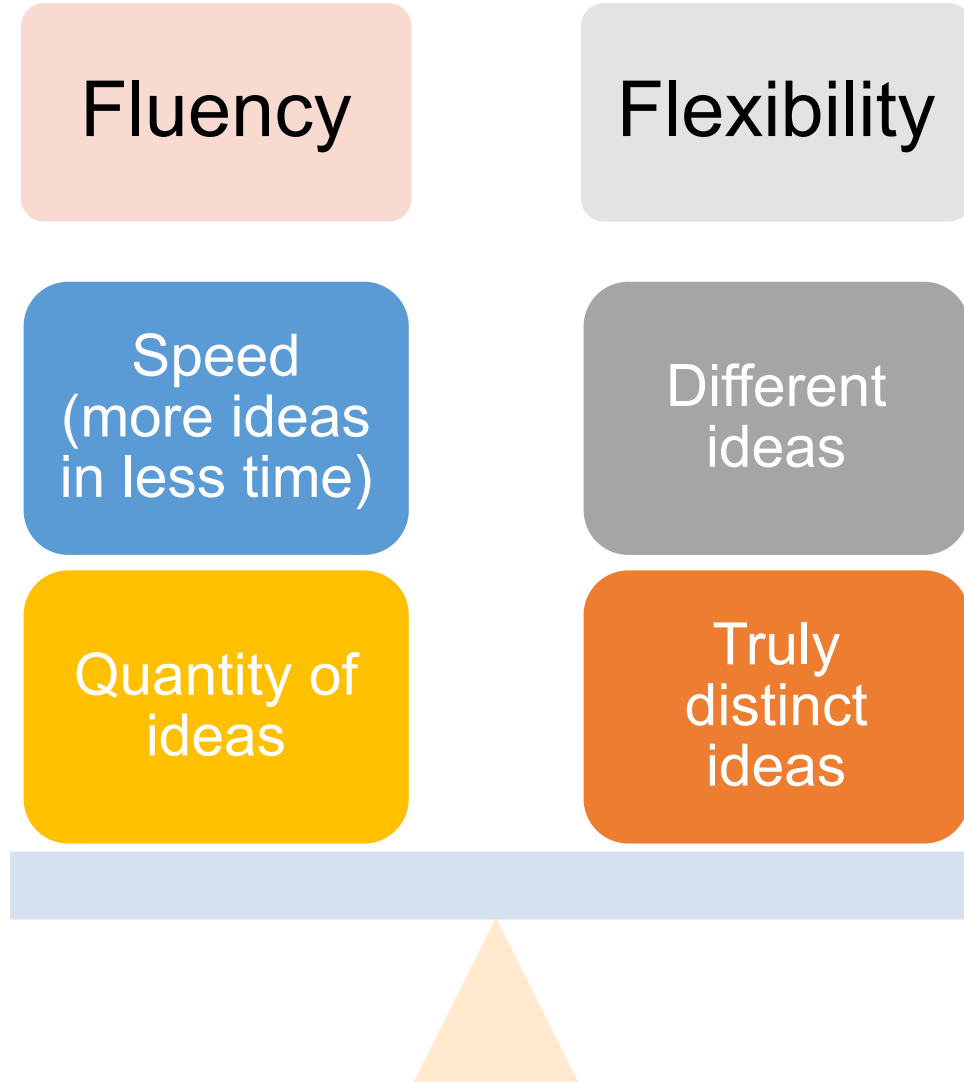 Fluency
Flexibility
Speed
(more ideas
in less time)
Different
ideas
Quantity of
ideas
Truly
distinct
ideas